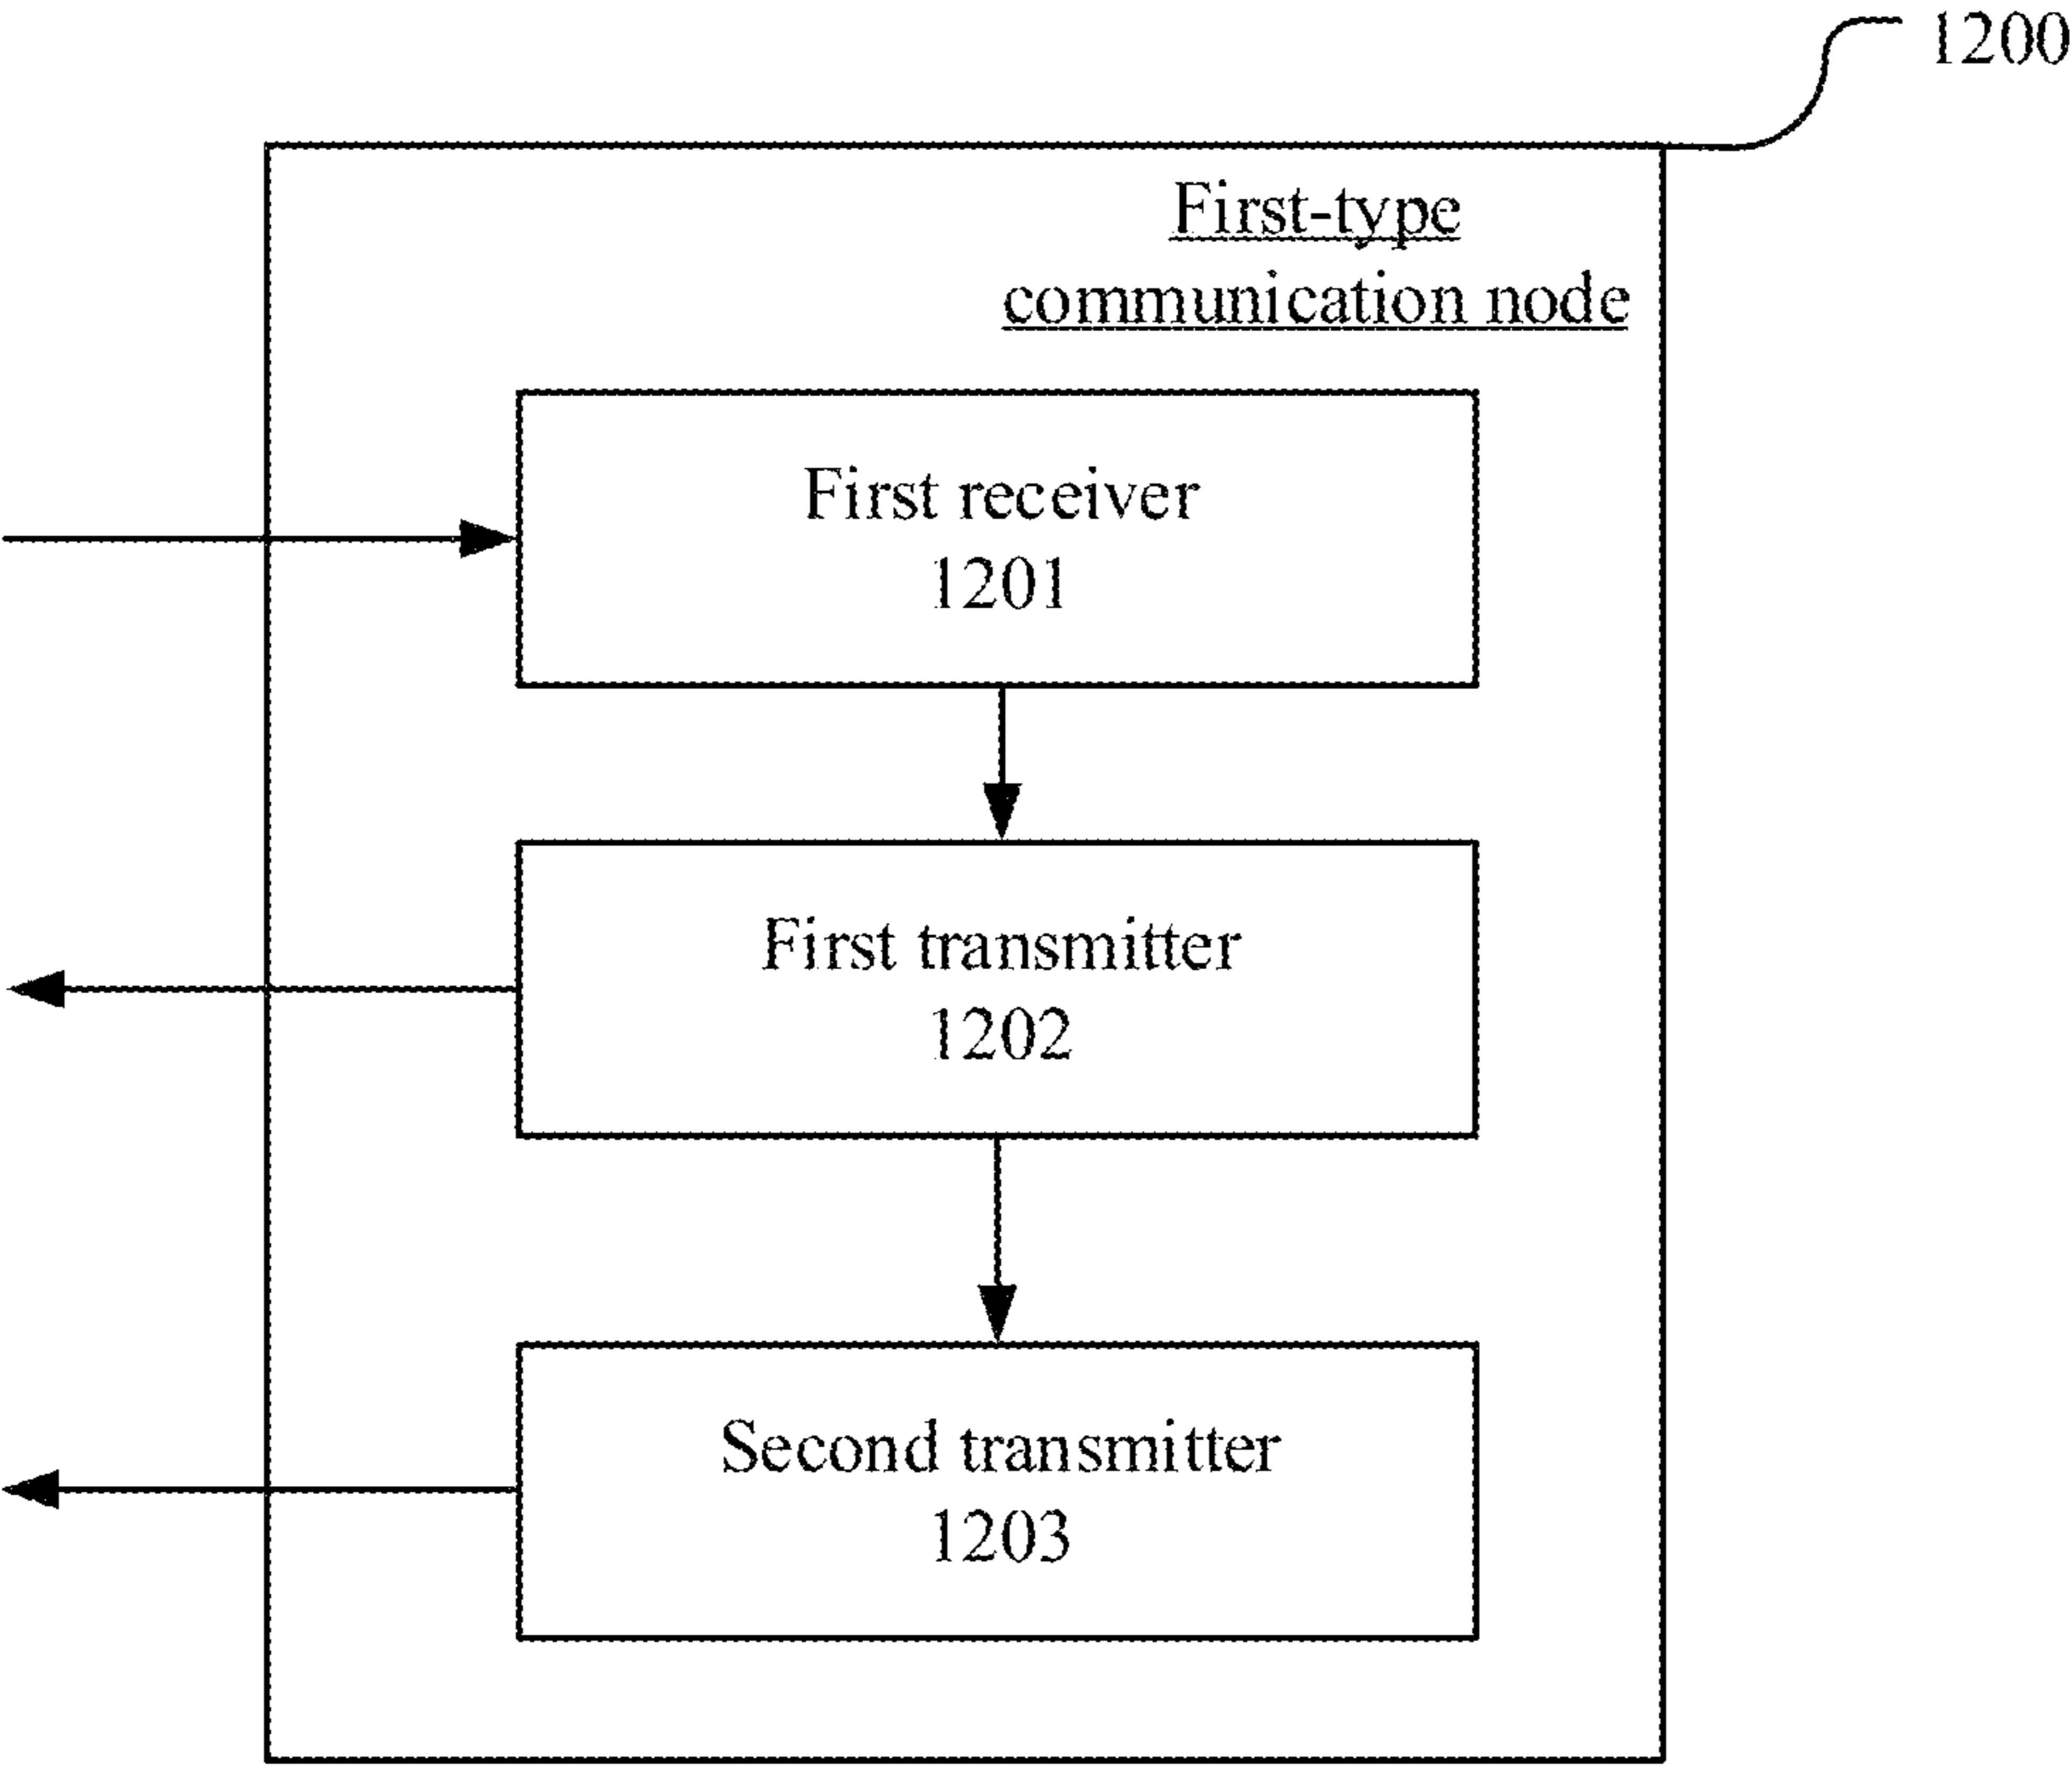 1200
First-type
communication node
First receiver
1201
First transmitter
1202
Second transmitter
1203